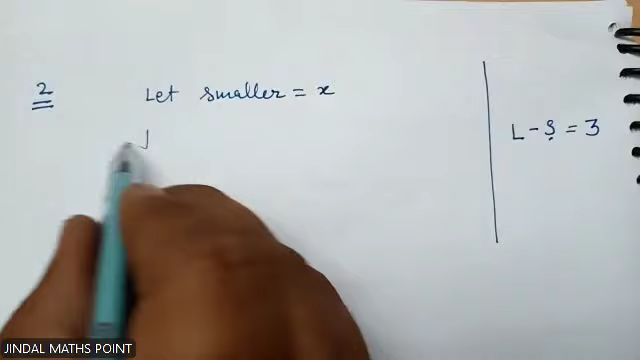 2
Let smaller = x
L - S = 3
JINDAL MATHS POINT